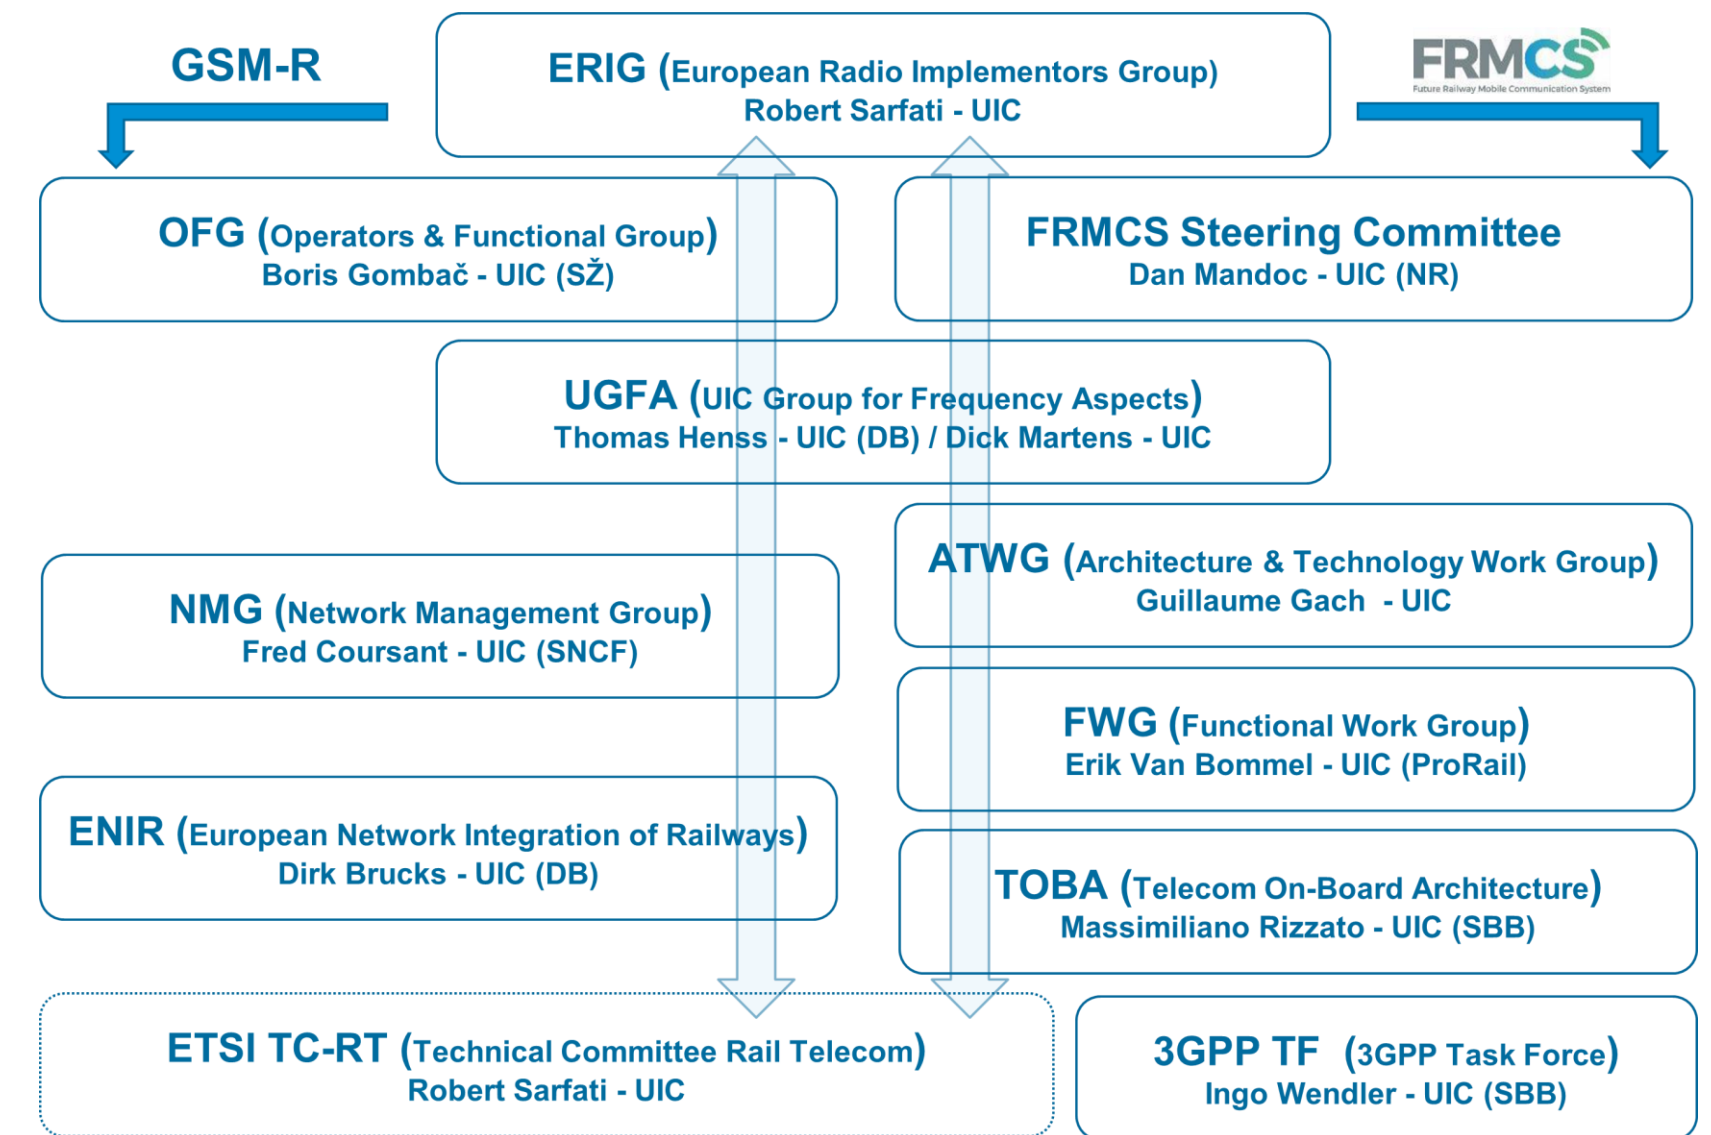 GSM-R
ERIG (European Radio Implementors Group)
Robert Sarfati - UIC
FRMCS
Future Railway Mobile Communication System
OFG (Operators & Functional Group)
Boris Gombač - UIC (SŽ)
FRMCS Steering Committee
Dan Mandoc - UIC (NR)
UGFA (UIC Group for Frequency Aspects)
Thomas Henss - UIC (DB) / Dick Martens - UIC
ATWG (Architecture & Technology Work Group)
Guillaume Gach - UIC
NMG (Network Management Group)
Fred Coursant - UIC (SNCF)
FWG (Functional Work Group)
Erik Van Bommel - UIC (ProRail)
ENIR (European Network Integration of Railways)
Dirk Brucks - UIC (DB)
TOBA (Telecom On-Board Architecture)
Massimiliano Rizzato - UIC (SBB)
ETSI TC-RT (Technical Committee Rail Telecom)
Robert Sarfati - UIC
3GPP TF (3GPP Task Force)
Ingo Wendler - UIC (SBB)